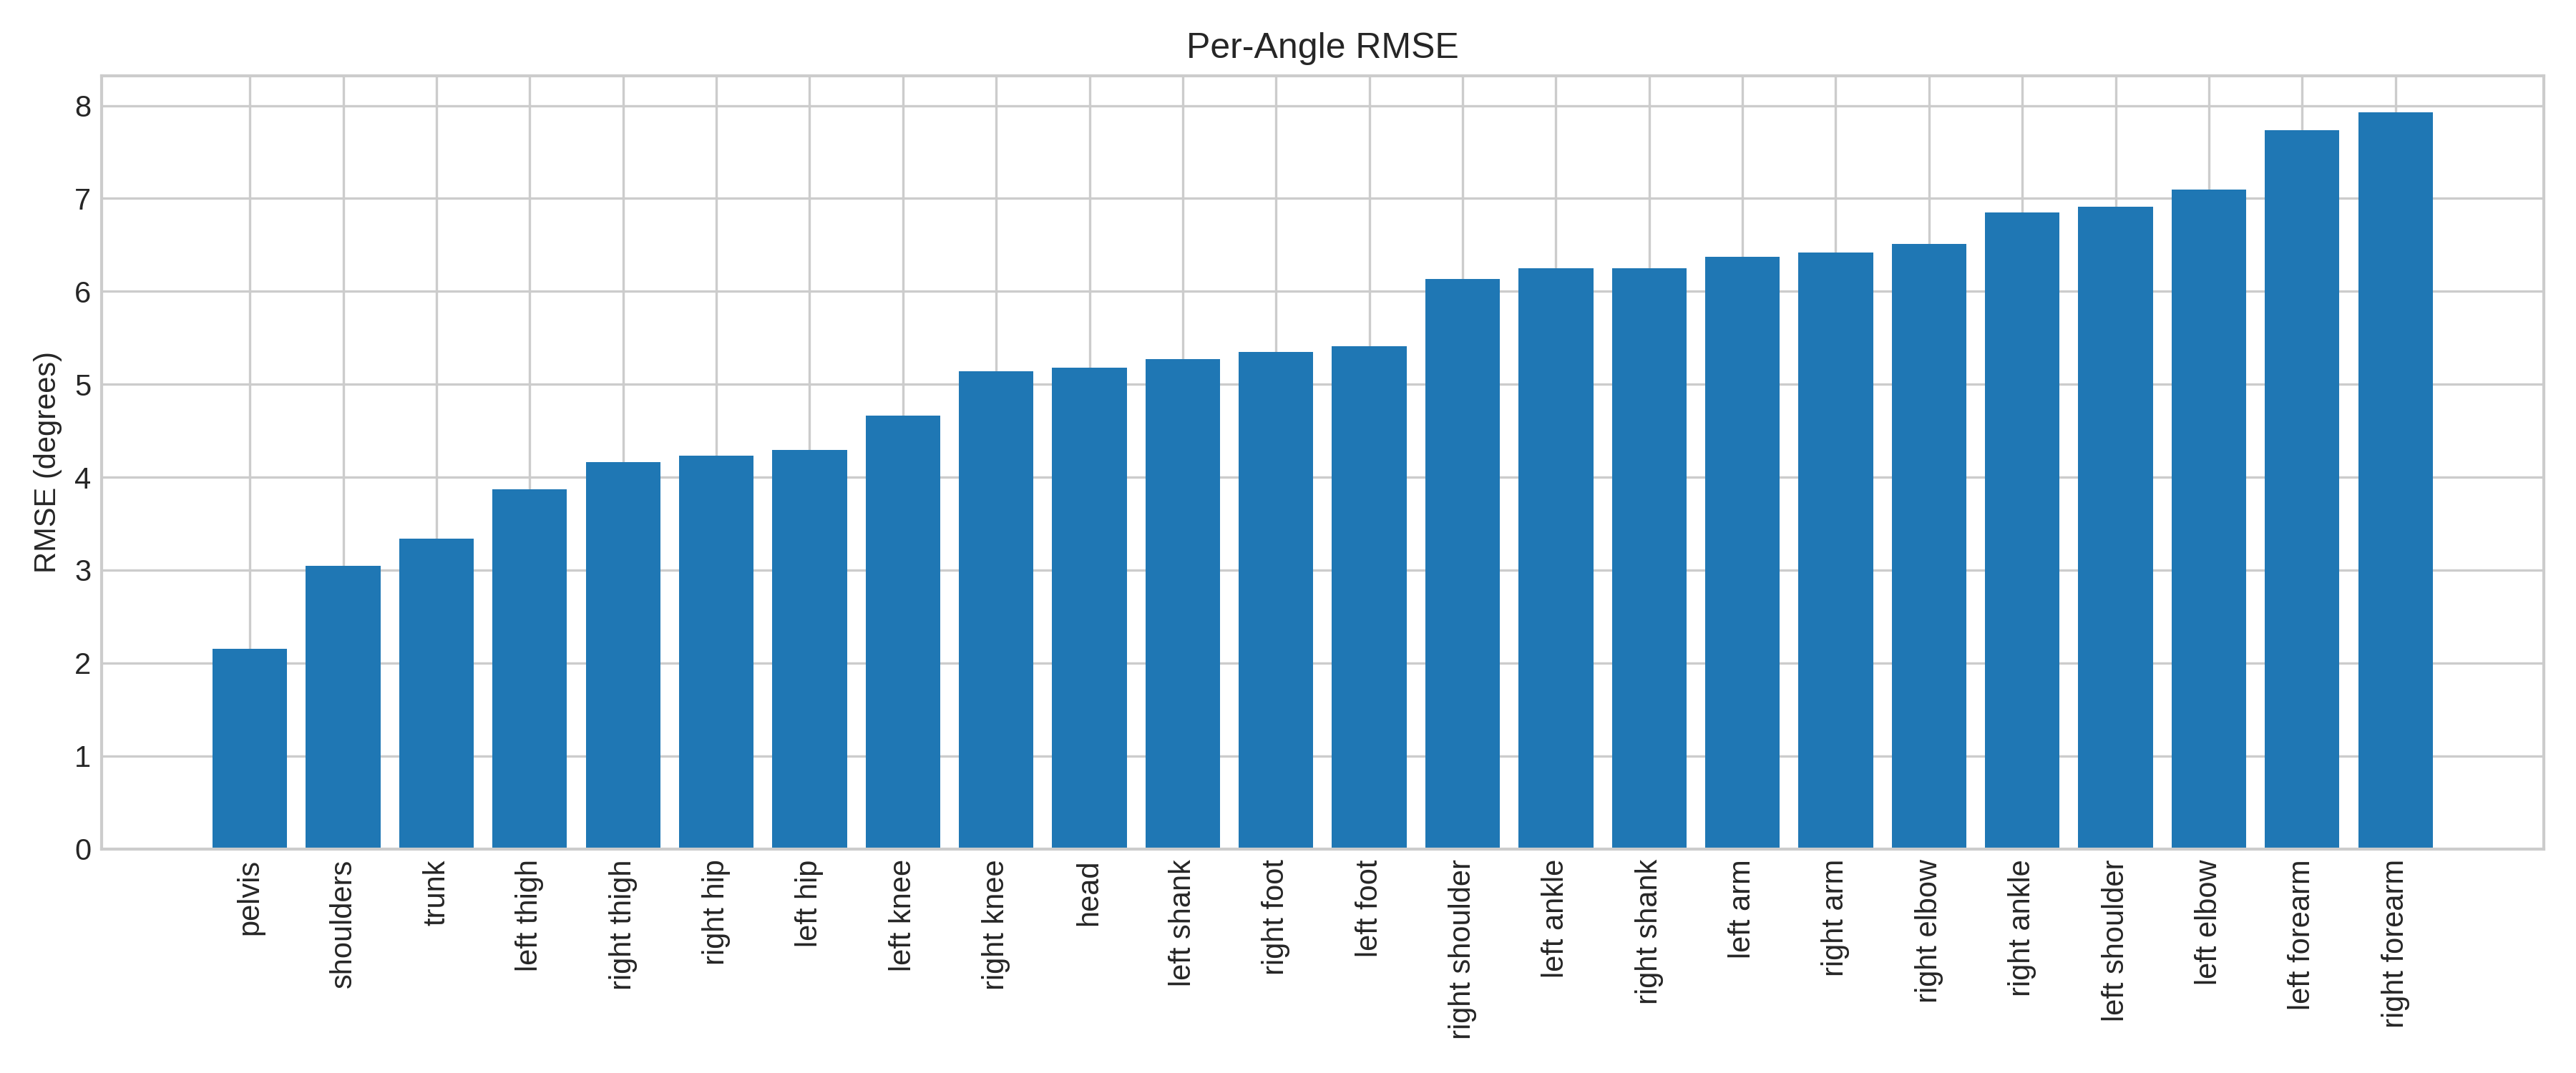 Per-Angle RMSE
RMSE (degrees)
8
7
6
5
4
3
2
1
0
pelvis
shoulders
trunk
left thigh
right thigh
right hip
left hip
left knee
right knee
head
left shank
right foot
left foot
right shoulder
left ankle
right shank
left arm
right arm
right elbow
right ankle
left shoulder
left elbow
left forearm
right forearm